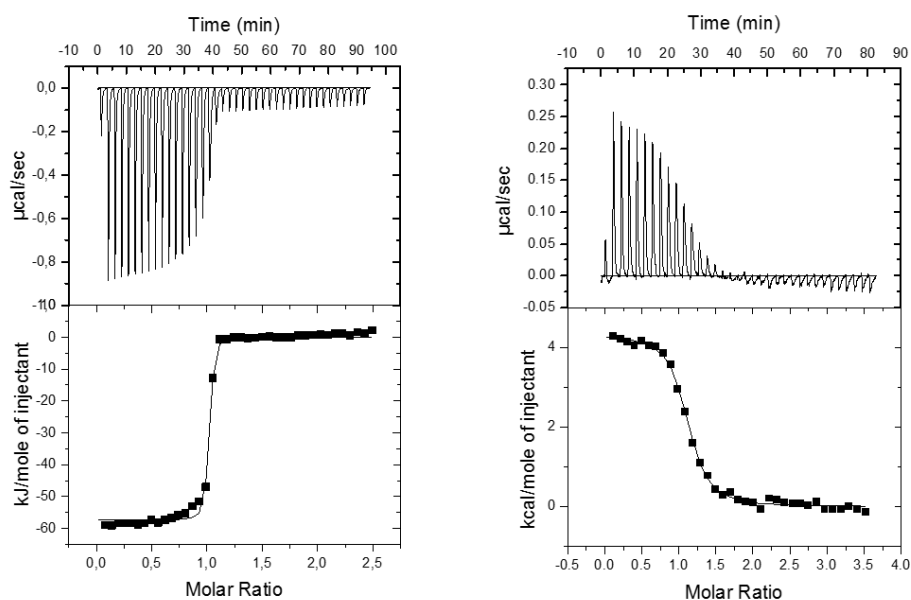 Time (min)
-10 0 10 20 30 40 50 60 70 80 90 100
0,0
-0,2
-0,4
-0,6
-0,8
µcal/sec
0
-10
-20
-30
-40
-50
-60
kJ/mole of injectant
0,0 0,5 1,0 1,5 2,0 2,5
Molar Ratio
Time (min)
-10 0 10 20 30 40 50 60 70 80 90
0.30
0.25
0.20
0.15
0.10
0.05
0.00
-0.05
µcal/sec
4
2
0
kcal/mole of injectant
-0.5 0.0 0.5 1.0 1.5 2.0 2.5 3.0 3.5 4.0
Molar Ratio